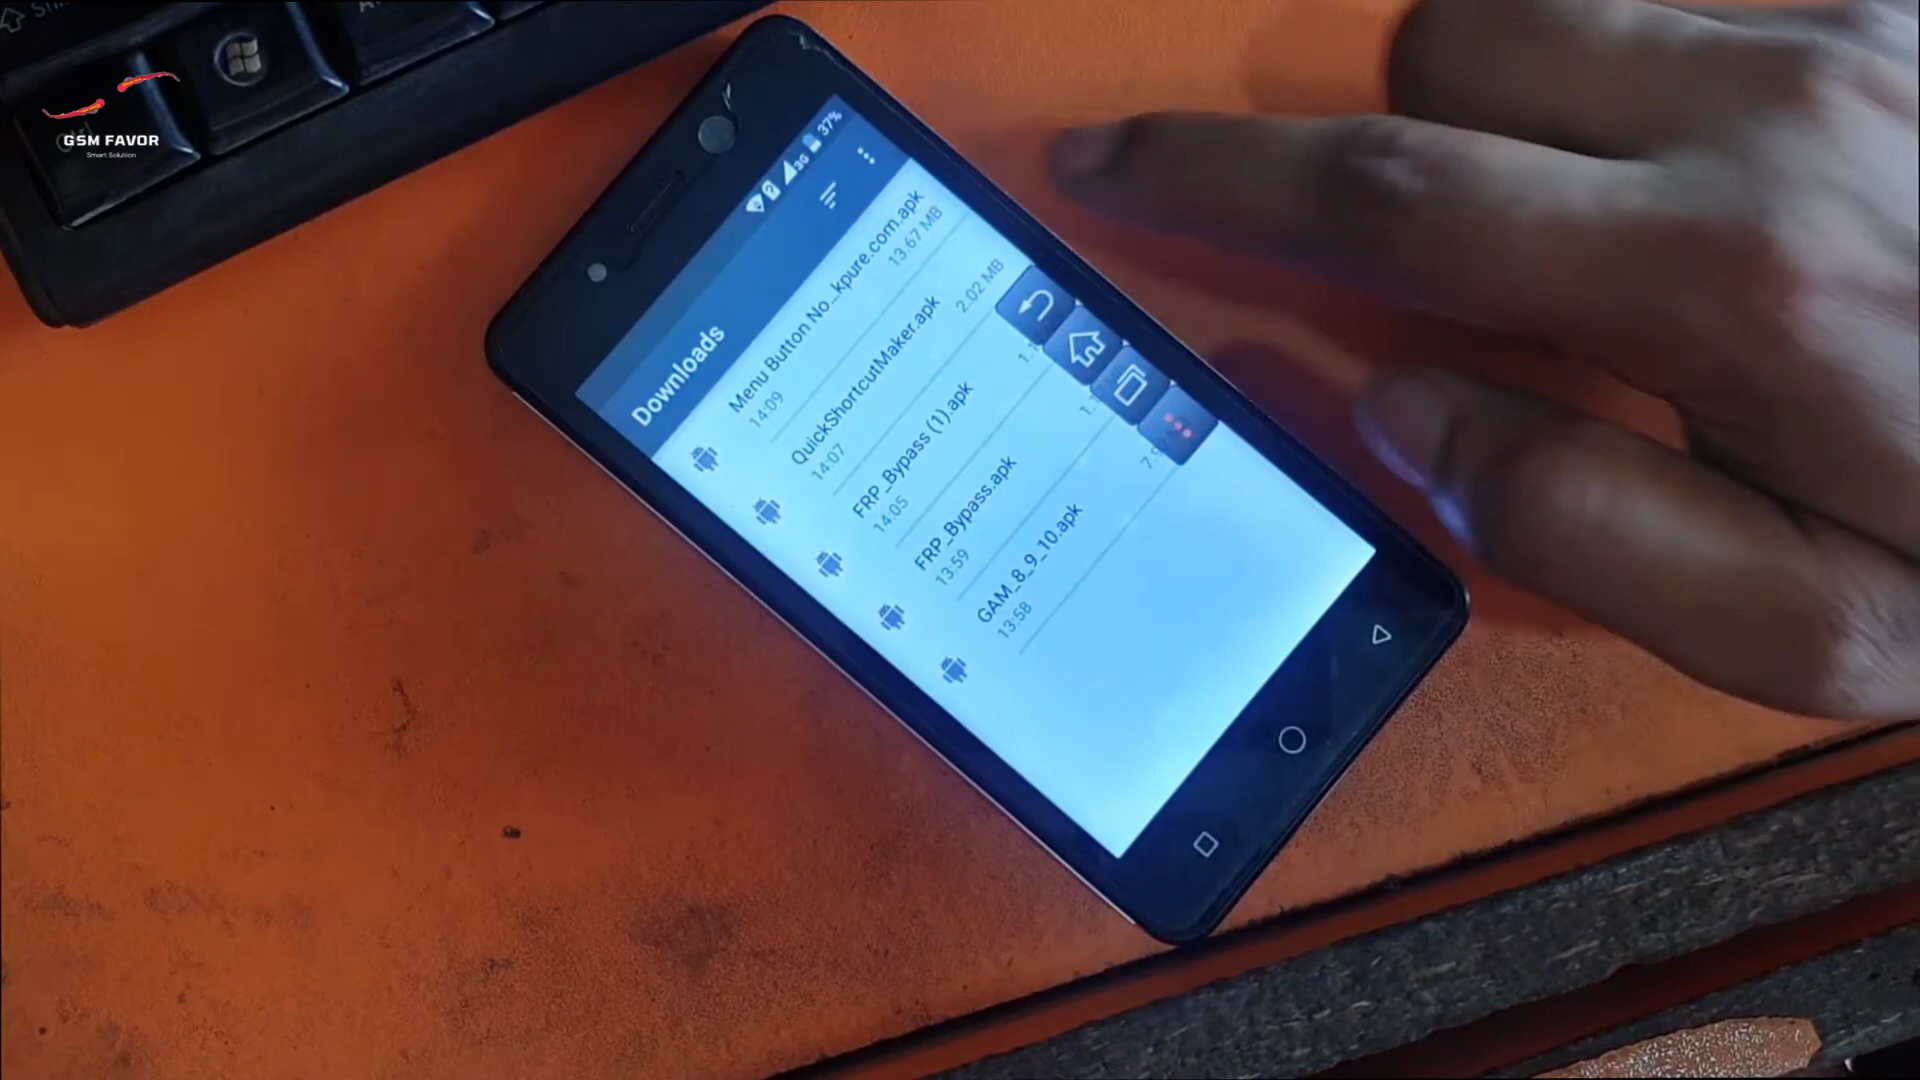 GSM FAVOR
Smart Solution
Ctrl
3G
37%
Downloads
Menu Button No...kpure.com.apk
14:09
13.67 MB
QuickShortcutMaker.apk
14:07
2.02 MB
FRP_Bypass (1).apk
14:05
FRP_Bypass.apk
13:59
GAM_8_9_10.apk
13:58